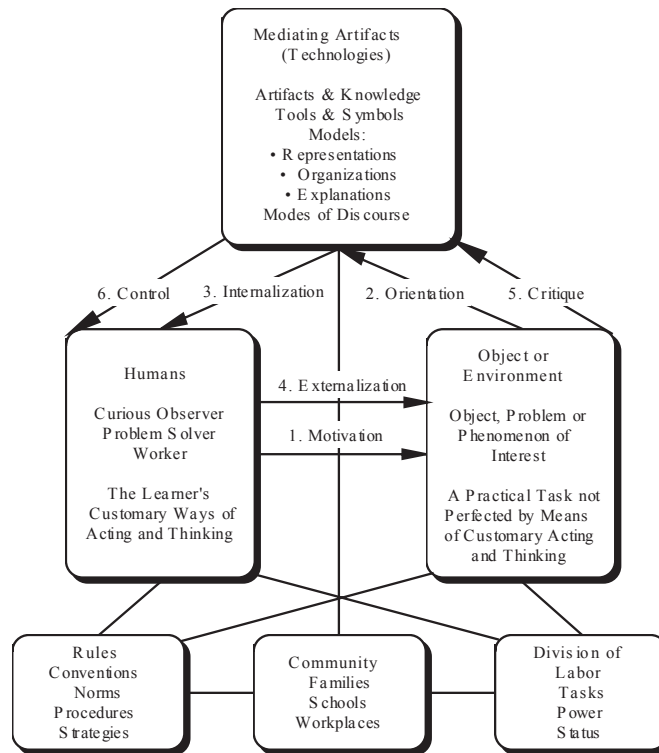 Mediating Artifacts
(Technologies)
Artifacts & Knowledge
Tools & Symbols
Models:
• Representations
• Organizations
• Explanations
Modes of Discourse
6. Control
3. Internalization
2. Orientation
5. Critique
Humans
Curious Observer
Problem Solver
Worker
The Learner's
Customary Ways of
Acting and Thinking
4. Externalization
1. Motivation
Object or
Environment
Object, Problem or
Phenomenon of
Interest
A Practical Task not
Perfected by Means
of Customary Acting
and Thinking
Rules
Conventions
Norms
Procedures
Strategies
Community
Families
Schools
Workplaces
Division of
Labor
Tasks
Power
Status